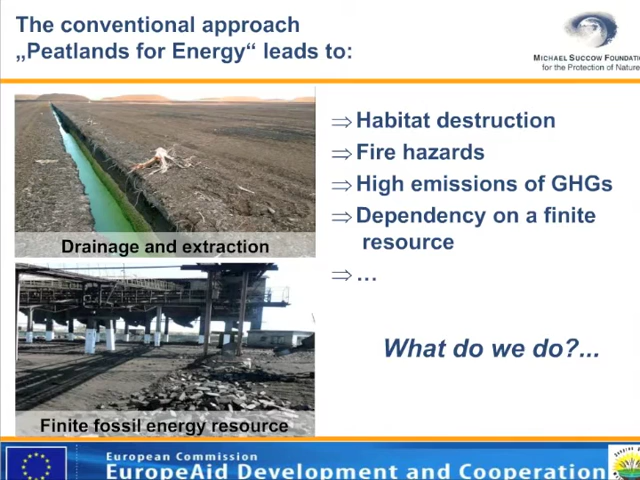 The conventional approach
„Peatlands for Energy“ leads to:
MICHAEL SUCCOW FOUNDATI
for the Protection of Nature
⇒ Habitat destruction
⇒ Fire hazards
⇒ High emissions of GHGs
⇒ Dependency on a finite
resource
⇒ ...
Drainage and extraction
Finite fossil energy resource
What do we do?...
European Commission
EuropeAid Development and Cooperation